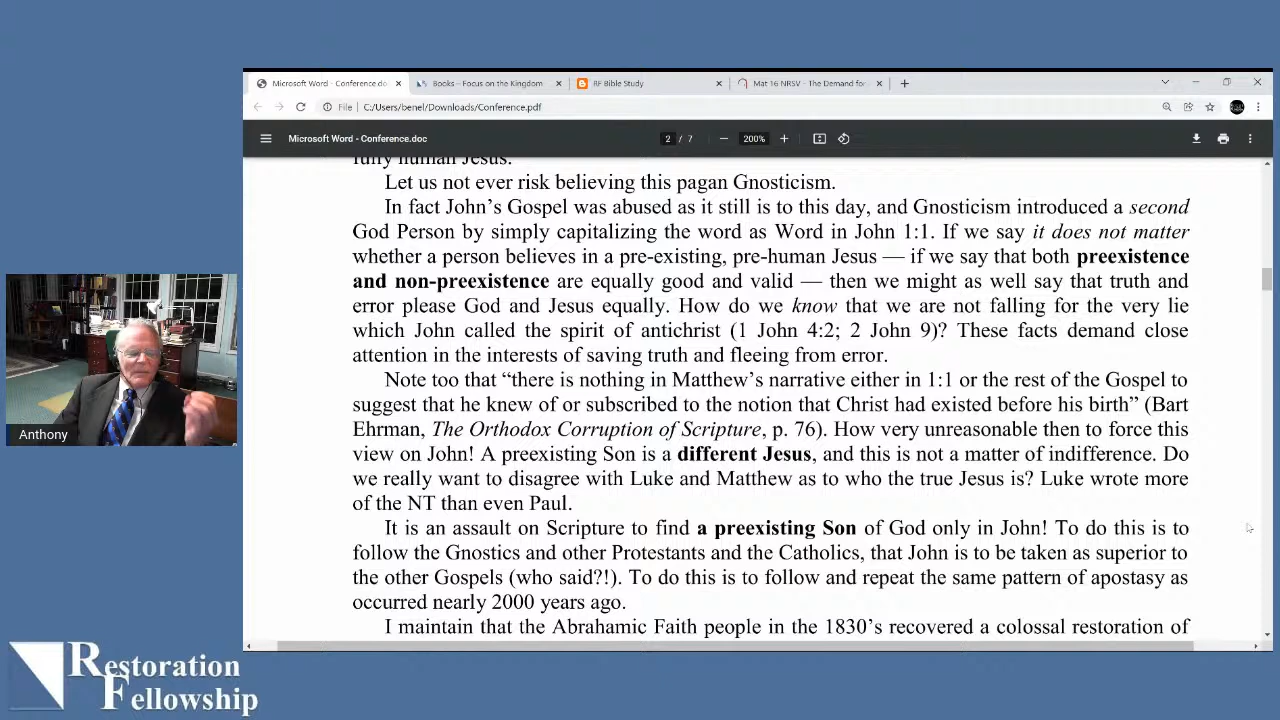 Microsoft Word - Conference.doc
Books – Focus on the Kingdom
RF Bible Study
Mat 16 NRSV - The Demand for
File
C:/Users/benel/Downloads/Conference.pdf
Microsoft Word - Conference.doc
2 / 7
200%
fully human Jesus.
Let us not ever risk believing this pagan Gnosticism.
In fact John's Gospel was abused as it still is to this day, and Gnosticism introduced a second
God Person by simply capitalizing the word as Word in John 1:1. If we say it does not matter
whether a person believes in a pre-existing, pre-human Jesus — if we say that both preexistence
and non-preexistence are equally good and valid — then we might as well say that truth and
error please God and Jesus equally. How do we know that we are not falling for the very lie
which John called the spirit of antichrist (1 John 4:2; 2 John 9)? These facts demand close
attention in the interests of saving truth and fleeing from error.
Note too that “there is nothing in Matthew’s narrative either in 1:1 or the rest of the Gospel to
suggest that he knew of or subscribed to the notion that Christ had existed before his birth” (Bart
Ehrman, The Orthodox Corruption of Scripture, p. 76). How very unreasonable then to force this
view on John! A preexisting Son is a different Jesus, and this is not a matter of indifference. Do
we really want to disagree with Luke and Matthew as to who the true Jesus is? Luke wrote more
of the NT than even Paul.
It is an assault on Scripture to find a preexisting Son of God only in John! To do this is to
follow the Gnostics and other Protestants and the Catholics, that John is to be taken as superior to
the other Gospels (who said?!). To do this is to follow and repeat the same pattern of apostasy as
occurred nearly 2000 years ago.
I maintain that the Abrahamic Faith people in the 1830’s recovered a colossal restoration of
Anthony
Restoration
Fellowship